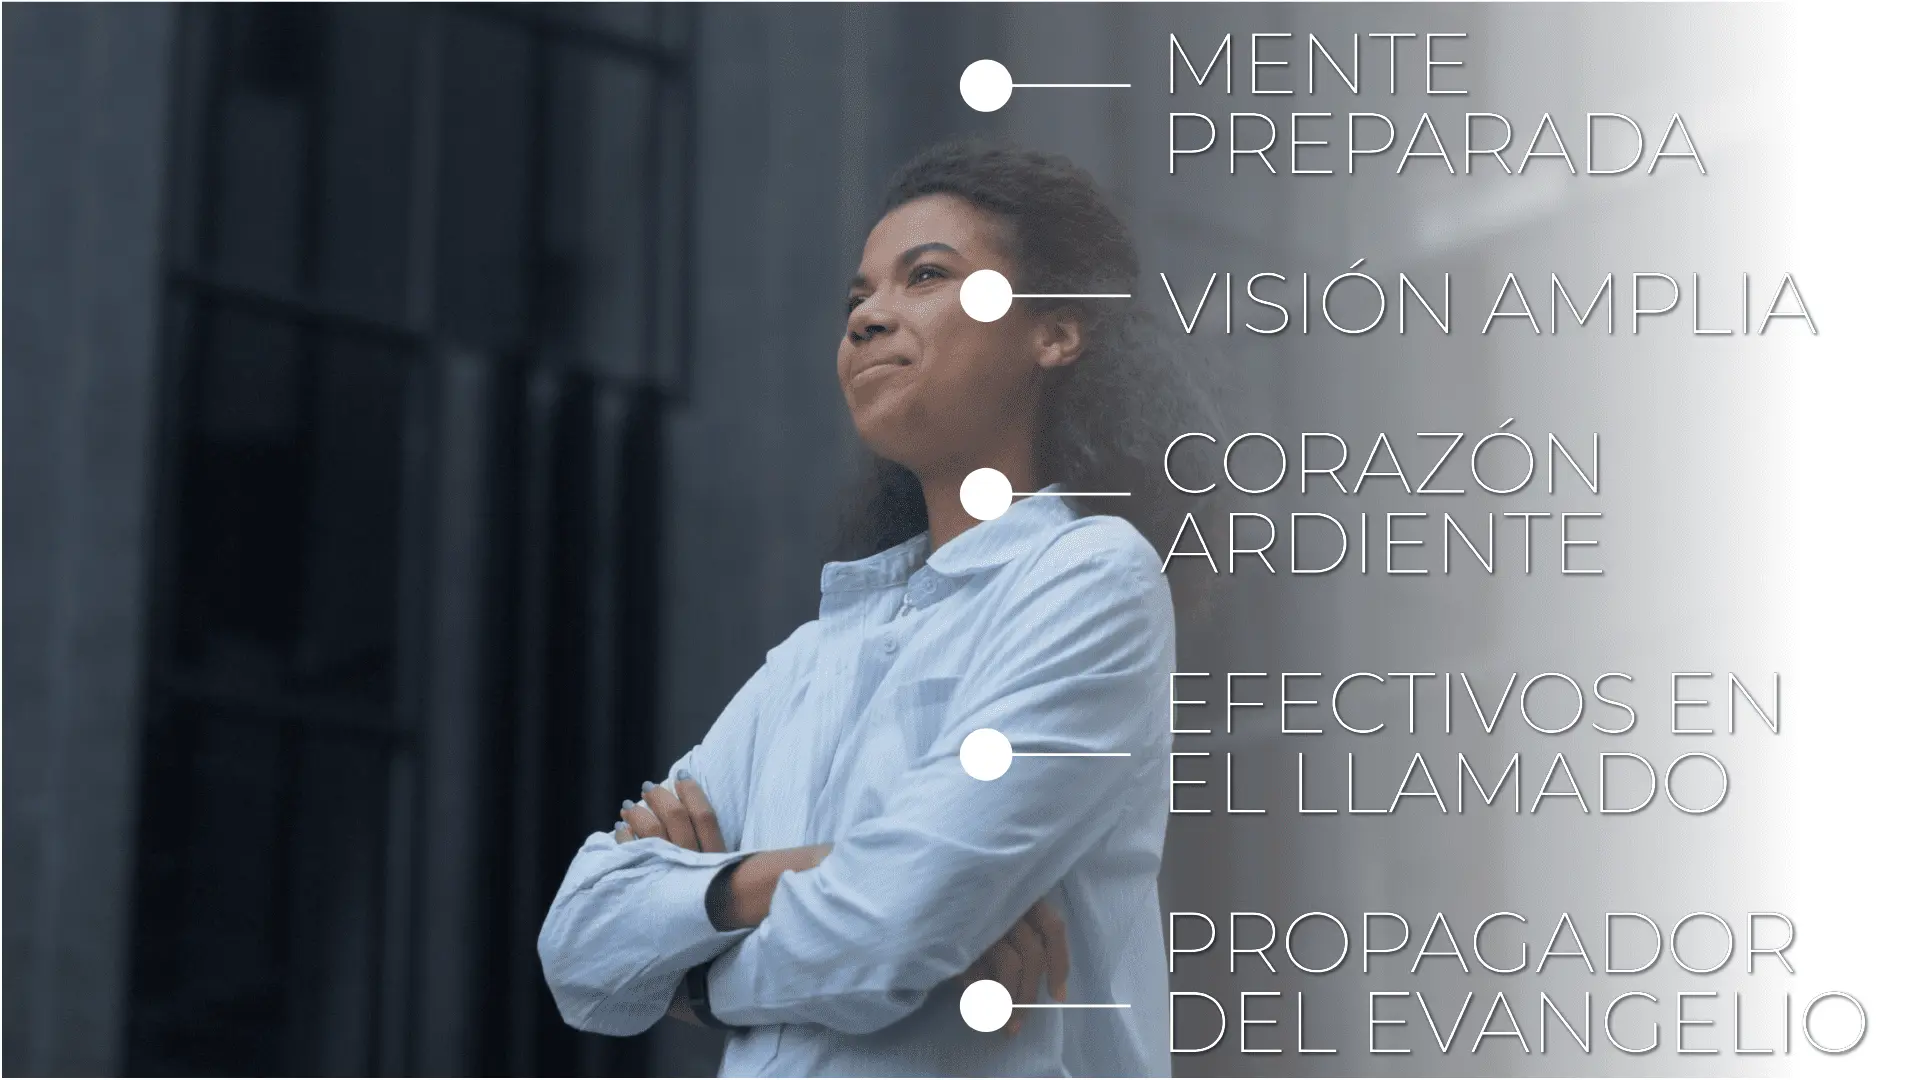 MENTE
PREPARADA
VISIÓN AMPLIA
CORAZÓN
ARDIENTE
EFECTIVOS EN
EL LLAMADO
PROPAGADOR
DEL EVANGELIO